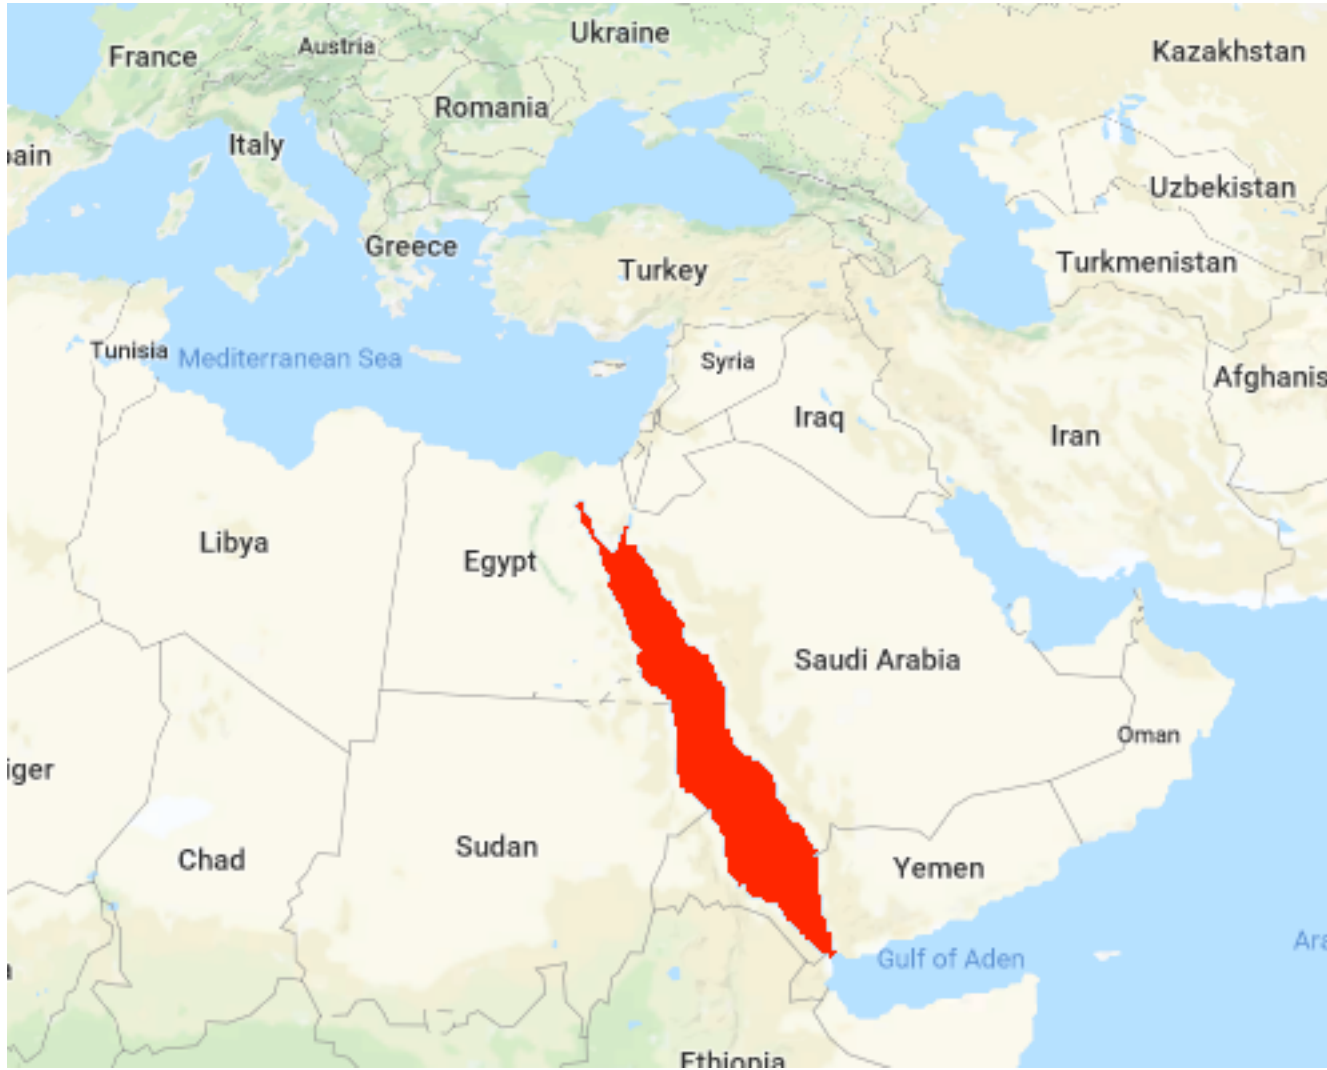 Ukraine
France
Austria
Kazakhstan
Romania
Italy
ain
Uzbekistan
Greece
Turkey
Turkmenistan
Tunisia
Mediterranean Sea
Syria
Afghanis
Iraq
Iran
Libya
Egypt
Saudi Arabia
Oman
iger
Sudan
Chad
Yemen
Ara
Gulf of Aden
Ethiopia